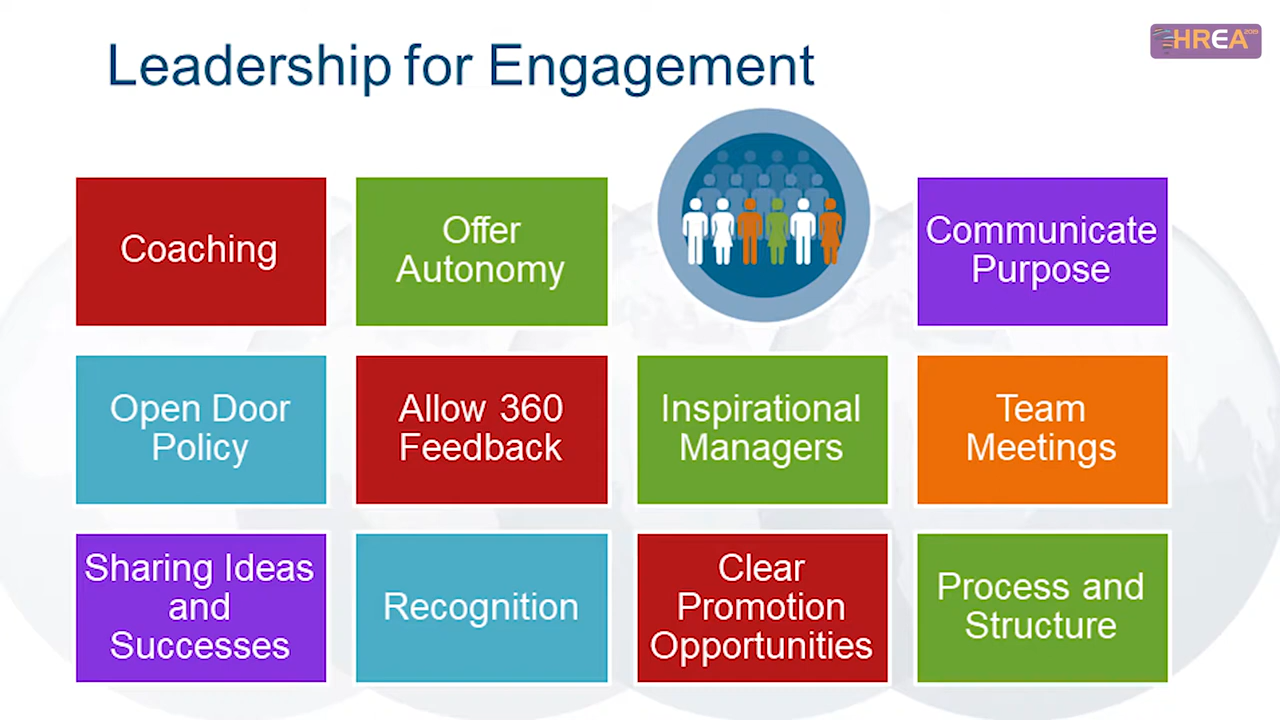 Leadership for Engagement
HREA 2015
Coaching
Offer
Autonomy
Communicate
Purpose
Open Door
Policy
Allow 360
Feedback
Inspirational
Managers
Team
Meetings
Sharing Ideas
and
Successes
Recognition
Clear
Promotion
Opportunities
Process and
Structure